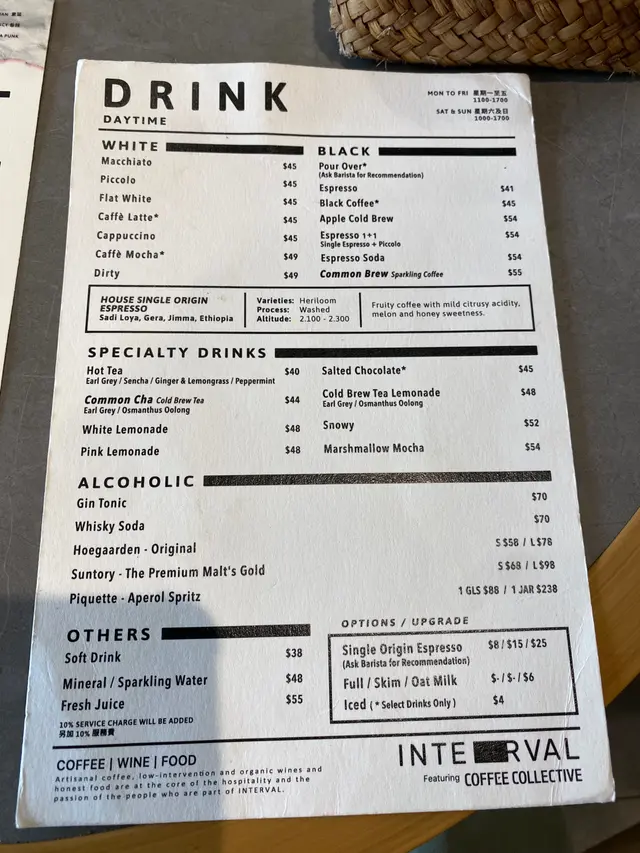 DRINK
DAYTIME
MON TO FRI 星期一至五
1100-1700
SAT & SUN 星期六及日
1000-1700
WHITE
Macchiato $45
Piccolo $45
Flat White $45
Caffè Latte* $45
Cappuccino $45
Caffè Mocha* $49
Dirty $49
BLACK
Pour Over* -
(Ask Barista for Recommendation)
Espresso $41
Black Coffee* $45
Apple Cold Brew $54
Espresso 1+1 $54
Single Espresso + Piccolo
Espresso Soda $54
Common Brew Sparkling Coffee $55
HOUSE SINGLE ORIGIN
ESPRESSO
Sadi Loya, Gera, Jimma, Ethiopia
Varieties: Heriloom
Process: Washed
Altitude: 2.100 - 2.300
Fruity coffee with mild citrusy acidity,
melon and honey sweetness.
SPECIALTY DRINKS
Hot Tea $40
Earl Grey / Sencha / Ginger & Lemongrass / Peppermint
Common Cha Cold Brew Tea $44
Earl Grey / Osmanthus Oolong
White Lemonade $48
Pink Lemonade $48
Salted Chocolate* $45
Cold Brew Tea Lemonade $48
Earl Grey / Osmanthus Oolong
Snowy $52
Marshmallow Mocha $54
ALCOHOLIC
Gin Tonic $70
Whisky Soda $70
Hoegaarden - Original S $58 / L $78
Suntory - The Premium Malt's Gold S $68 / L $98
Piquette - Aperol Spritz 1 GLS $88 / 1 JAR $238
OTHERS
Soft Drink $38
Mineral / Sparkling Water $48
Fresh Juice $55
10% SERVICE CHARGE WILL BE ADDED
另加 10% 服務費
OPTIONS / UPGRADE
Single Origin Espresso $8 / $15 / $25
(Ask Barista for Recommendation)
Full / Skim / Oat Milk $- / $- / $6
Iced ( * Select Drinks Only ) $4
COFFEE | WINE | FOOD
Artisanal coffee, low-intervention and organic wines and
honest food are at the core of the hospitality and the
passion of the people who are part of INTERVAL.
INTERVAL
Featuring COFFEE COLLECTIVE